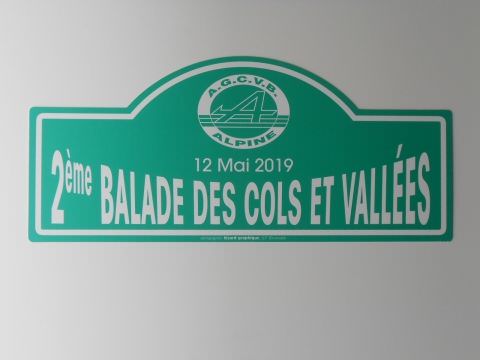 A.G.C.V.B.
A
ALPINE
12 Mai 2019
2ème BALADE DES COLS ET VALLÉES